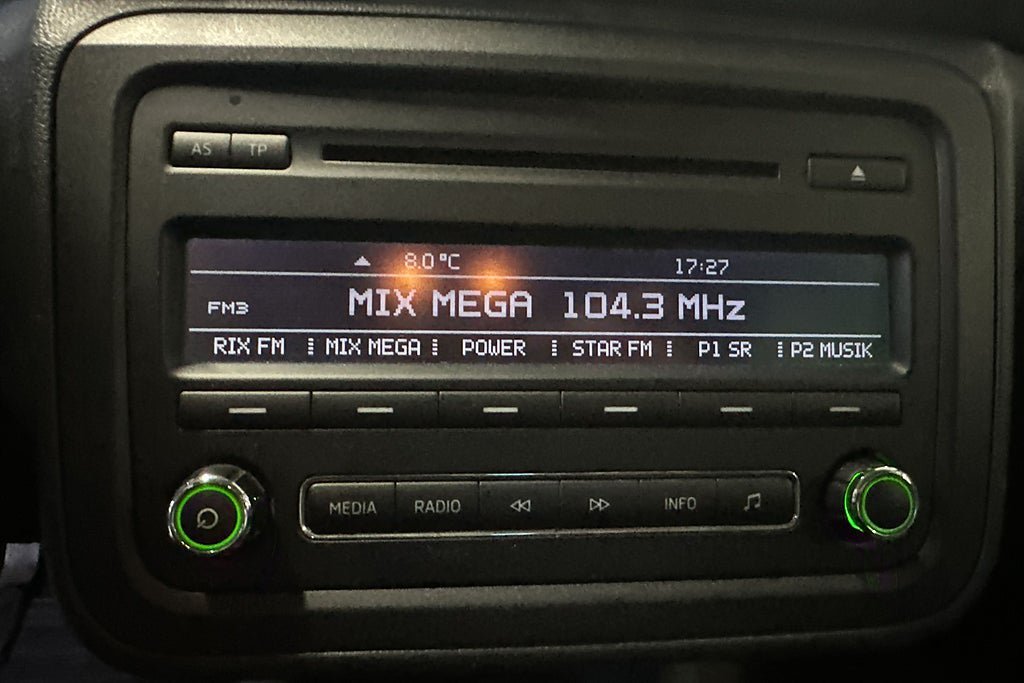 AS TP
8.0°C 17:27
FM3 MIX MEGA 104.3 MHz
RIX FM MIX MEGA POWER STAR FM P1 SR P2 MUSIK
MEDIA RADIO INFO